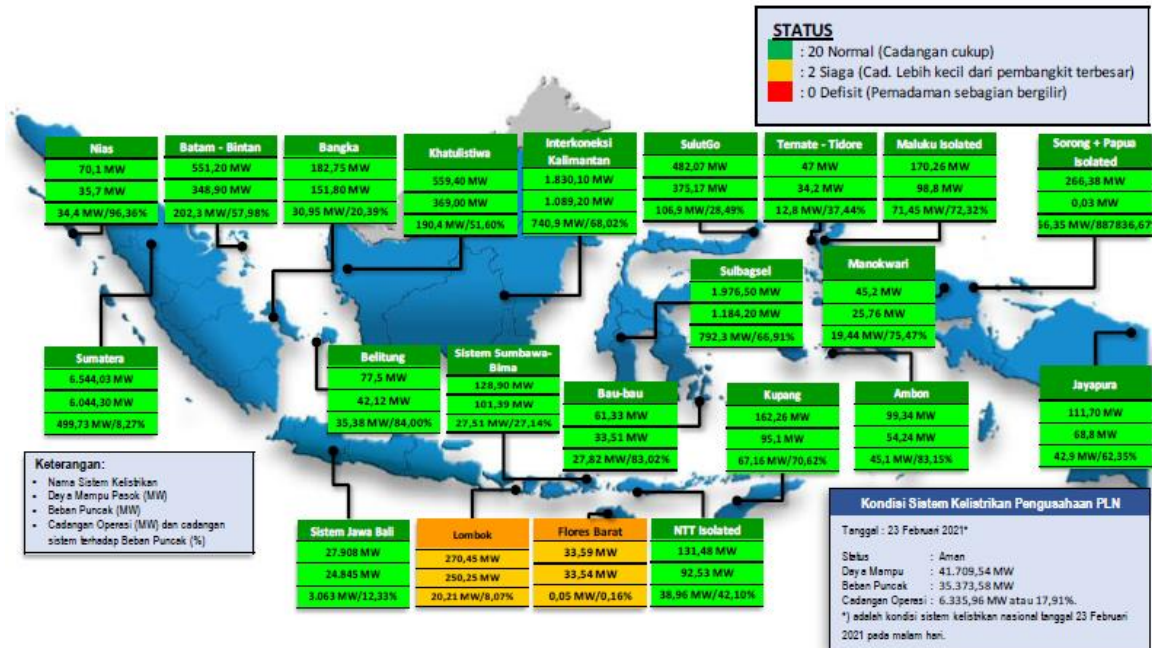 STATUS
: 20 Normal (Cadangan cukup)
: 2 Siaga (Cad. Lebih kecil dari pembangkit terbesar)
: 0 Defisit (Pemadaman sebagian bergilir)
Nias
70,1 MW
35,7 MW
34,4 MW/96,36%
Batam - Bintan
551,20 MW
348,90 MW
202,3 MW/57,98%
Bangka
182,75 MW
151,80 MW
30,95 MW/20,39%
Khatulistiwa
559,40 MW
369,00 MW
190,4 MW/51,60%
Interkoneksi
Kalimantan
1.830,10 MW
1.089,20 MW
740,9 MW/68,02%
SulutGo
482,07 MW
375,17 MW
106,9 MW/28,49%
Ternate - Tidore
47 MW
34,2 MW
12,8 MW/37,44%
Maluku Isolated
170,26 MW
98,8 MW
71,45 MW/72,32%
Sorong + Papua
Isolated
266,38 MW
0,03 MW
66,35 MW/887836,67%
Sulbagsel
1.976,50 MW
1.184,20 MW
792,3 MW/66,91%
Manokwari
45,2 MW
25,76 MW
19,44 MW/75,47%
Sumatera
6.544,03 MW
6.044,30 MW
499,73 MW/8,27%
Belitung
77,5 MW
42,12 MW
35,38 MW/84,00%
Sistem Sumbawa-
Bima
128,90 MW
101,39 MW
27,51 MW/27,14%
Bau-bau
61,33 MW
33,51 MW
27,82 MW/83,02%
Kupang
162,26 MW
95,1 MW
67,16 MW/70,62%
Ambon
99,34 MW
54,24 MW
45,1 MW/83,15%
Jayapura
111,70 MW
68,8 MW
42,9 MW/62,35%
Keterangan:
• Nama Sistem Kelistrikan
• Daya Mampu Pasok (MW)
• Beban Puncak (MW)
• Cadangan Operasi (MW) dan cadangan
sistem terhadap Beban Puncak (%)
Sistem Jawa Bali
27.908 MW
24.845 MW
3.063 MW/12,33%
Lombok
270,45 MW
250,25 MW
20,21 MW/8,07%
Flores Barat
33,59 MW
33,54 MW
0,05 MW/0,16%
NTT Isolated
131,48 MW
92,53 MW
38,96 MW/42,10%
Kondisi Sistem Kelistrikan Pengusahaan PLN
Tanggal : 23 Februari 2021*
Status : Aman
Daya Mampu : 41.709,54 MW
Beban Puncak : 35.373,58 MW
Cadangan Operasi : 6.335,96 MW atau 17,91%.
*) adalah kondisi sistem kelistrikan nasional tanggal 23 Februari
2021 pada malam hari.